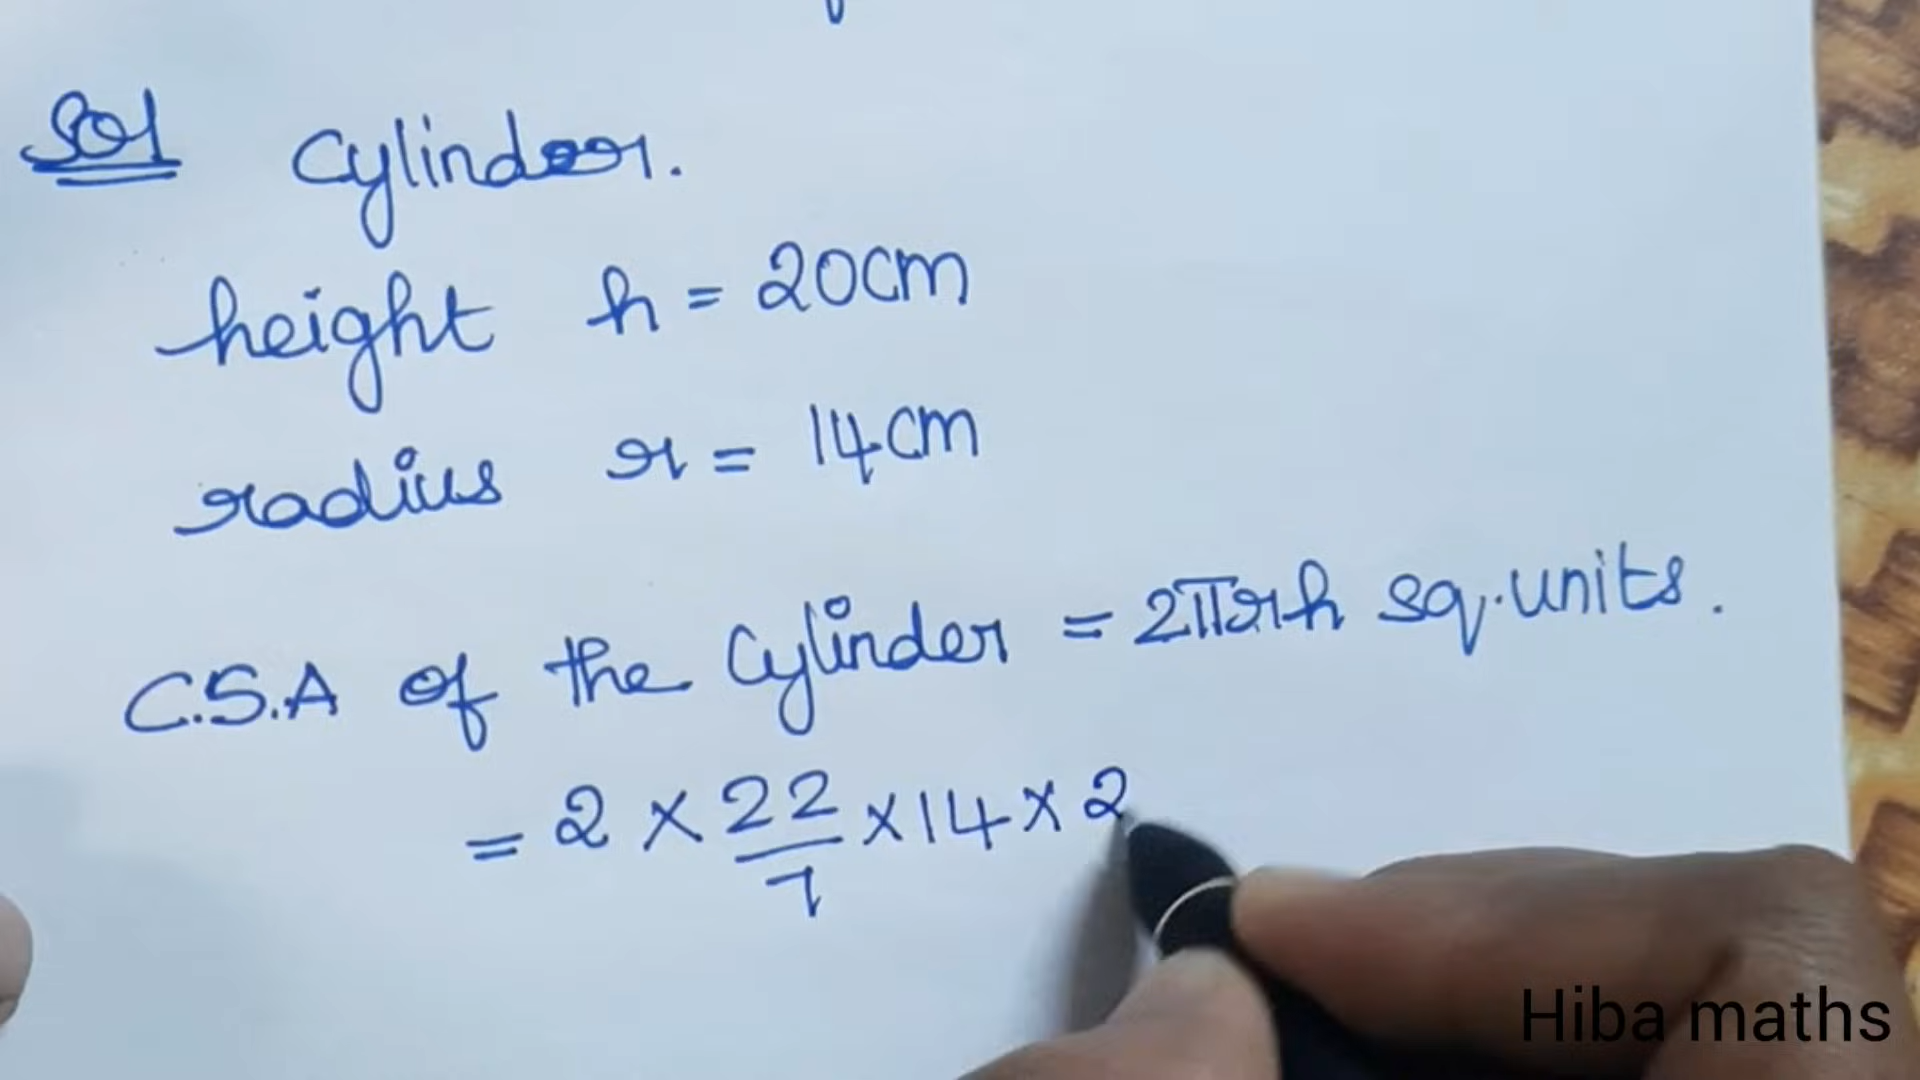 Sol Cylinder.
height h = 20cm
radius r = 14cm
C.S.A of the Cylinder = 2πrh sq.units.
= 2 × 22/7 × 14 × 2
Hiba maths